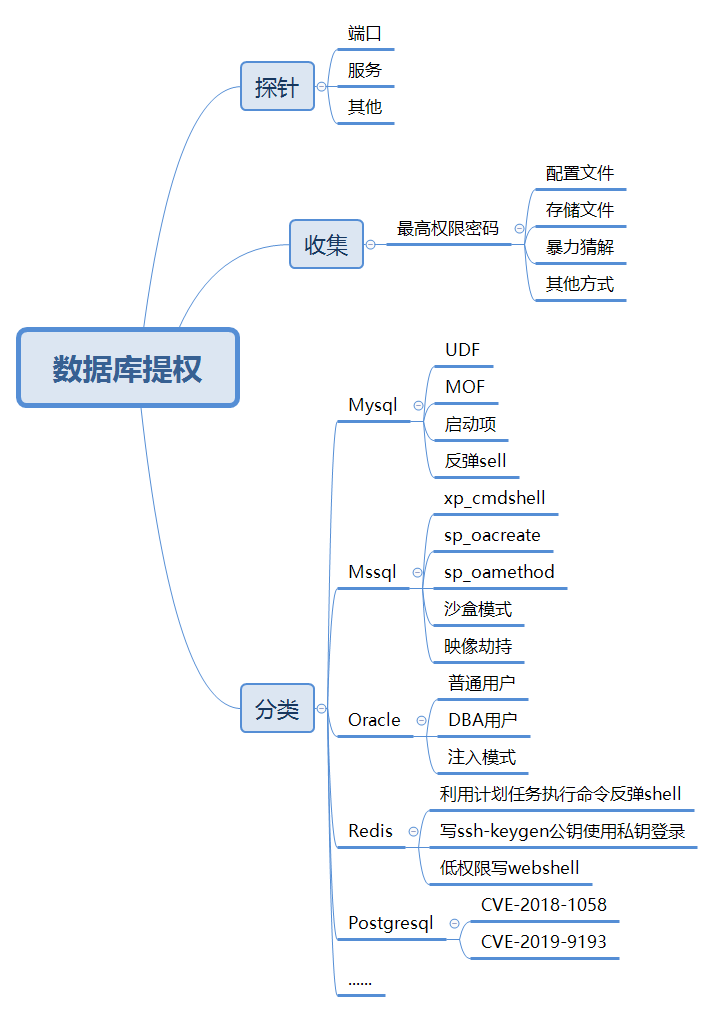 数据库提权
探针
端口
服务
其他
收集
最高权限密码
配置文件
存储文件
暴力猜解
其他方式
分类
Mysql
UDF
MOF
启动项
反弹sell
Mssql
xp_cmdshell
sp_oacreate
sp_oamethod
沙盒模式
映像劫持
Oracle
普通用户
DBA用户
注入模式
Redis
利用计划任务执行命令反弹shell
写ssh-keygen公钥使用私钥登录
低权限写webshell
Postgresql
CVE-2018-1058
CVE-2019-9193
......